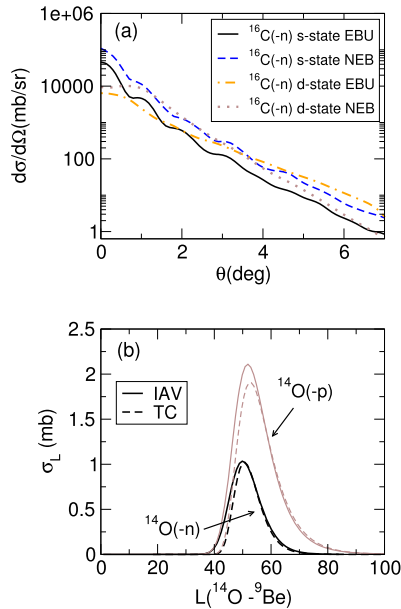 (a)
1e+06
10000
100
1
dσ/dΩ(mb/sr)
¹⁶C(-n) s-state EBU
¹⁶C(-n) s-state NEB
¹⁶C(-n) d-state EBU
¹⁶C(-n) d-state NEB
0 2 4 6
θ(deg)
(b)
2.5
2
1.5
1
0.5
0
σ_L (mb)
IAV
TC
¹⁴O(-p)
¹⁴O(-n)
0 20 40 60 80 100
L(¹⁴O -⁹Be)